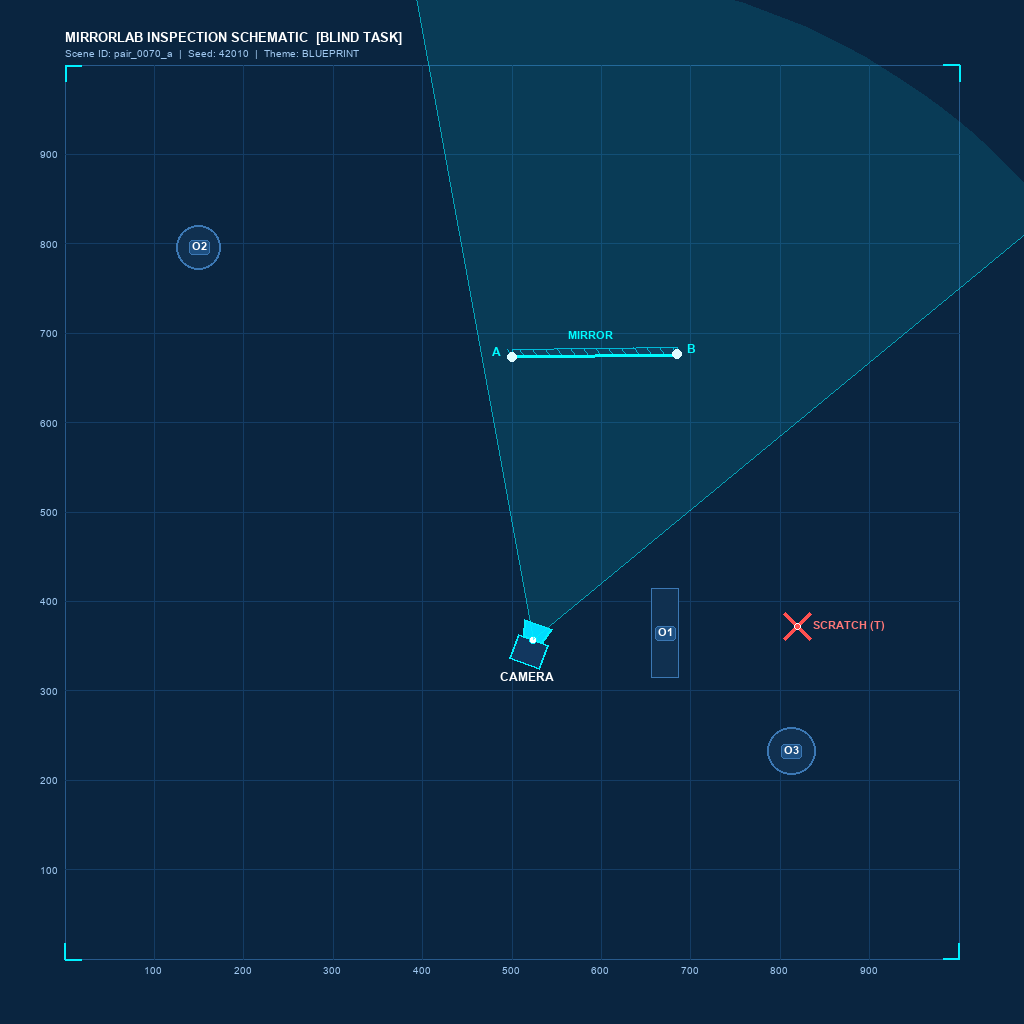 MIRRORLAB INSPECTION SCHEMATIC [BLIND TASK]
Scene ID: pair_0070_a | Seed: 42010 | Theme: BLUEPRINT
900
800
O2
700
MIRROR
A
B
600
500
400
O1
SCRATCH (T)
CAMERA
300
O3
200
100
100 200 300 400 500 600 700 800 900